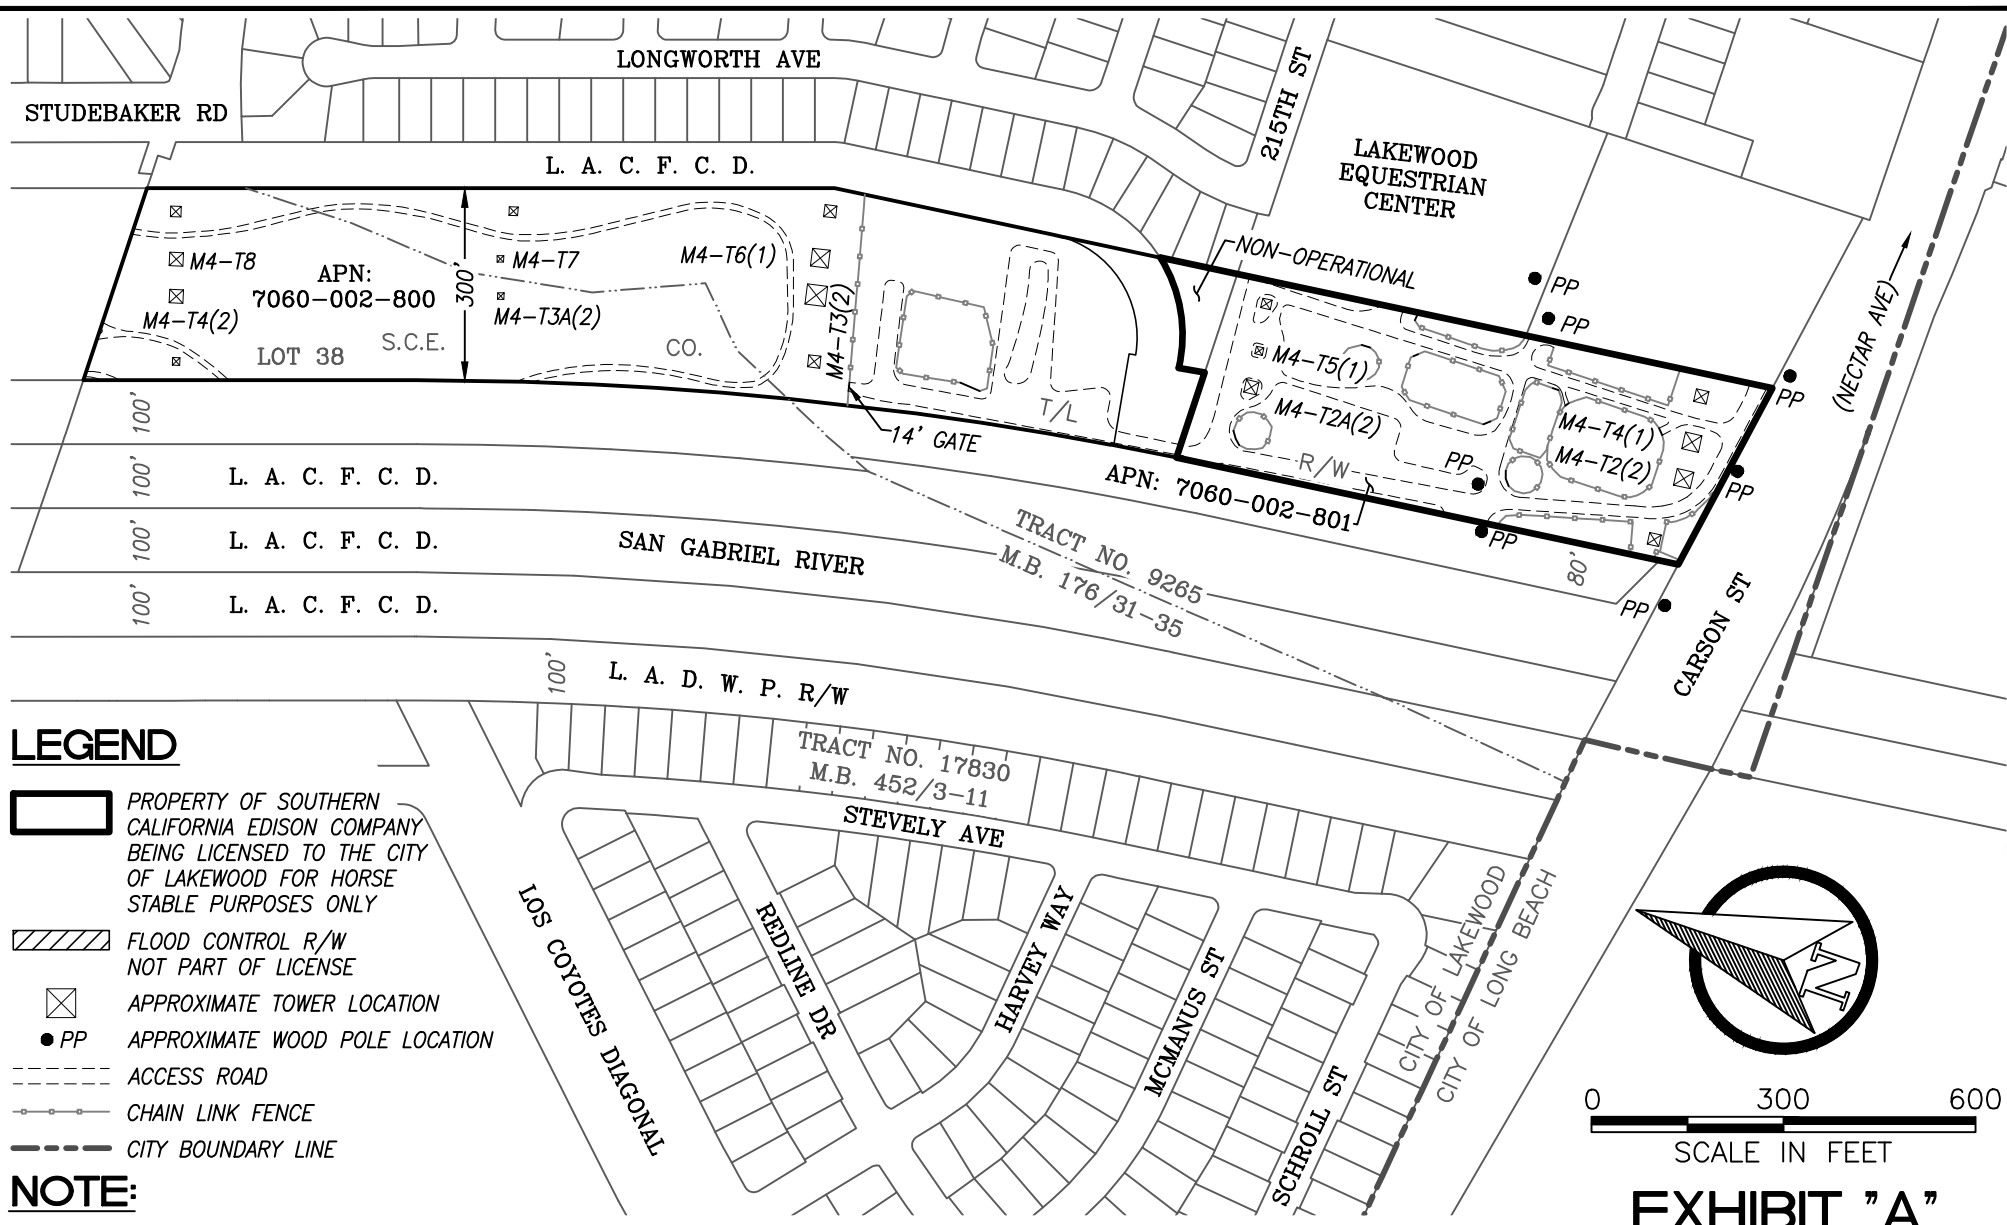 LONGWORTH AVE
STUDEBAKER RD
215TH ST
L. A. C. F. C. D.
LAKEWOOD
EQUESTRIAN
CENTER
NON-OPERATIONAL
(NECTAR AVE)
M4-T8
M4-T7
M4-T6(1)
APN:
7060-002-800
300'
M4-T4(2)
M4-T3A(2)
M4-T3(2)
LOT 38
S.C.E.
CO.
PP
PP
PP
M4-T5(1)
M4-T2A(2)
M4-T4(1)
M4-T2(2)
T/L
R/W
PP
PP
PP
PP
14' GATE
APN: 7060-002-801
80'
100'
100'
100'
100'
100'
L. A. C. F. C. D.
L. A. C. F. C. D.
L. A. C. F. C. D.
SAN GABRIEL RIVER
TRACT NO. 9265
M.B. 176/31-35
CARSON ST
L. A. D. W. P. R/W
TRACT NO. 17830
M.B. 452/3-11
STEVELY AVE
LOS COYOTES DIAGONAL
REDLINE DR
HARVEY WAY
MCMANUS ST
SCHROLL ST
CITY OF LAKEWOOD
CITY OF LONG BEACH
LEGEND
PROPERTY OF SOUTHERN
CALIFORNIA EDISON COMPANY
BEING LICENSED TO THE CITY
OF LAKEWOOD FOR HORSE
STABLE PURPOSES ONLY
FLOOD CONTROL R/W
NOT PART OF LICENSE
APPROXIMATE TOWER LOCATION
PP APPROXIMATE WOOD POLE LOCATION
ACCESS ROAD
CHAIN LINK FENCE
CITY BOUNDARY LINE
NOTE:
N
0 300 600
SCALE IN FEET
EXHIBIT "A"